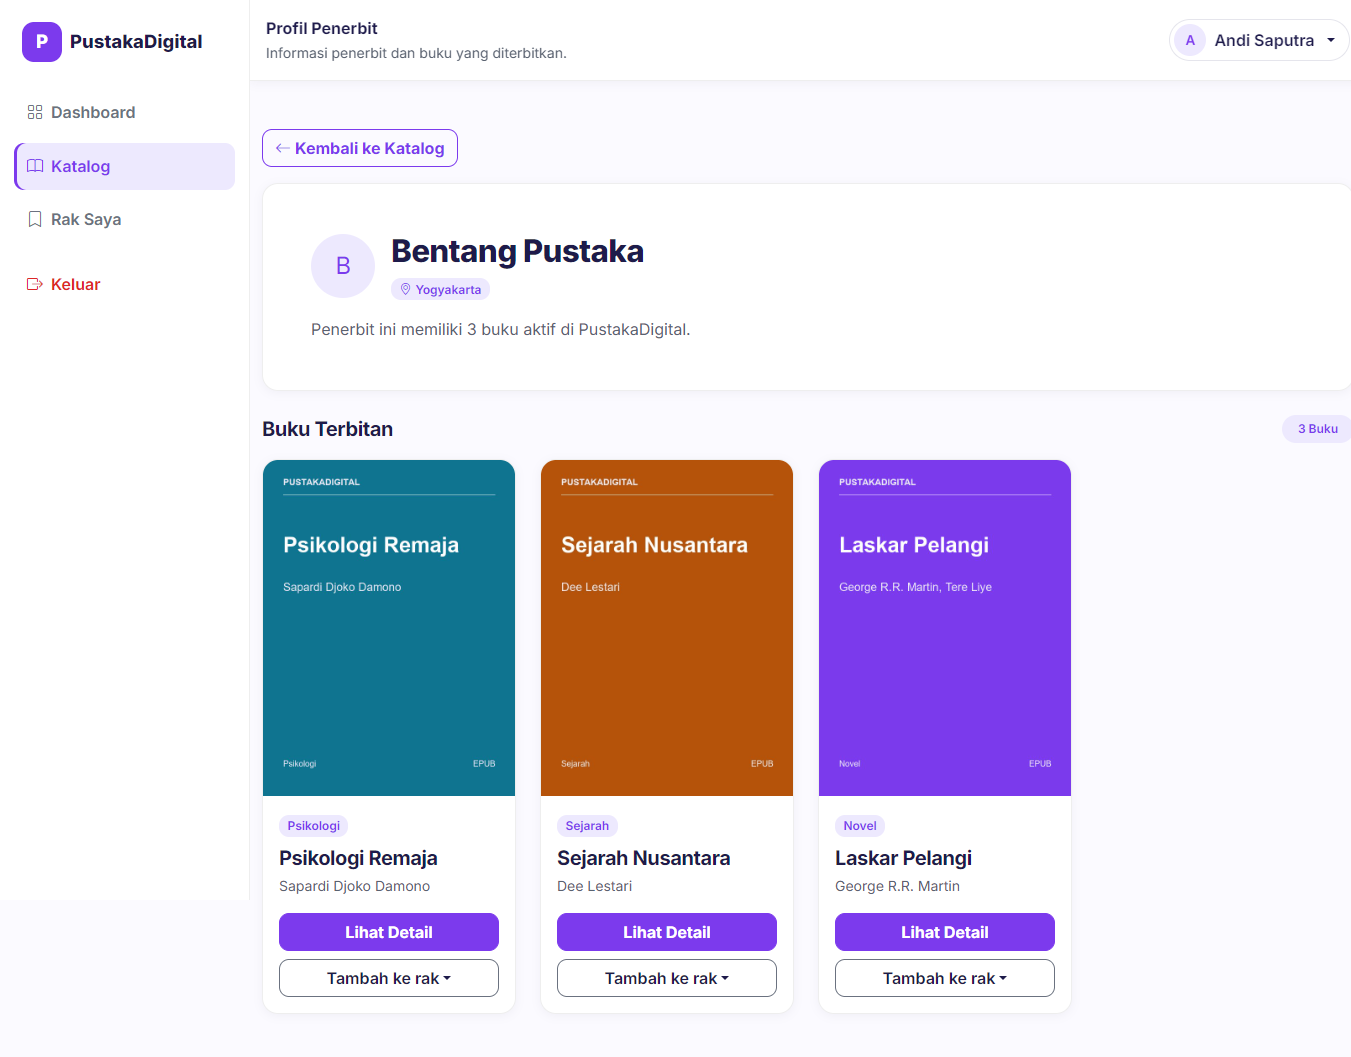 P PustakaDigital
Profil Penerbit
Informasi penerbit dan buku yang diterbitkan.
A Andi Saputra
Dashboard
Katalog
Rak Saya
Keluar
← Kembali ke Katalog
B
Bentang Pustaka
Yogyakarta
Penerbit ini memiliki 3 buku aktif di PustakaDigital.
Buku Terbitan
3 Buku
PUSTAKADIGITAL
Psikologi Remaja
Sapardi Djoko Damono
Psikologi EPUB
Psikologi
Psikologi Remaja
Sapardi Djoko Damono
Lihat Detail
Tambah ke rak
PUSTAKADIGITAL
Sejarah Nusantara
Dee Lestari
Sejarah EPUB
Sejarah
Sejarah Nusantara
Dee Lestari
Lihat Detail
Tambah ke rak
PUSTAKADIGITAL
Laskar Pelangi
George R.R. Martin, Tere Liye
Novel EPUB
Novel
Laskar Pelangi
George R.R. Martin
Lihat Detail
Tambah ke rak